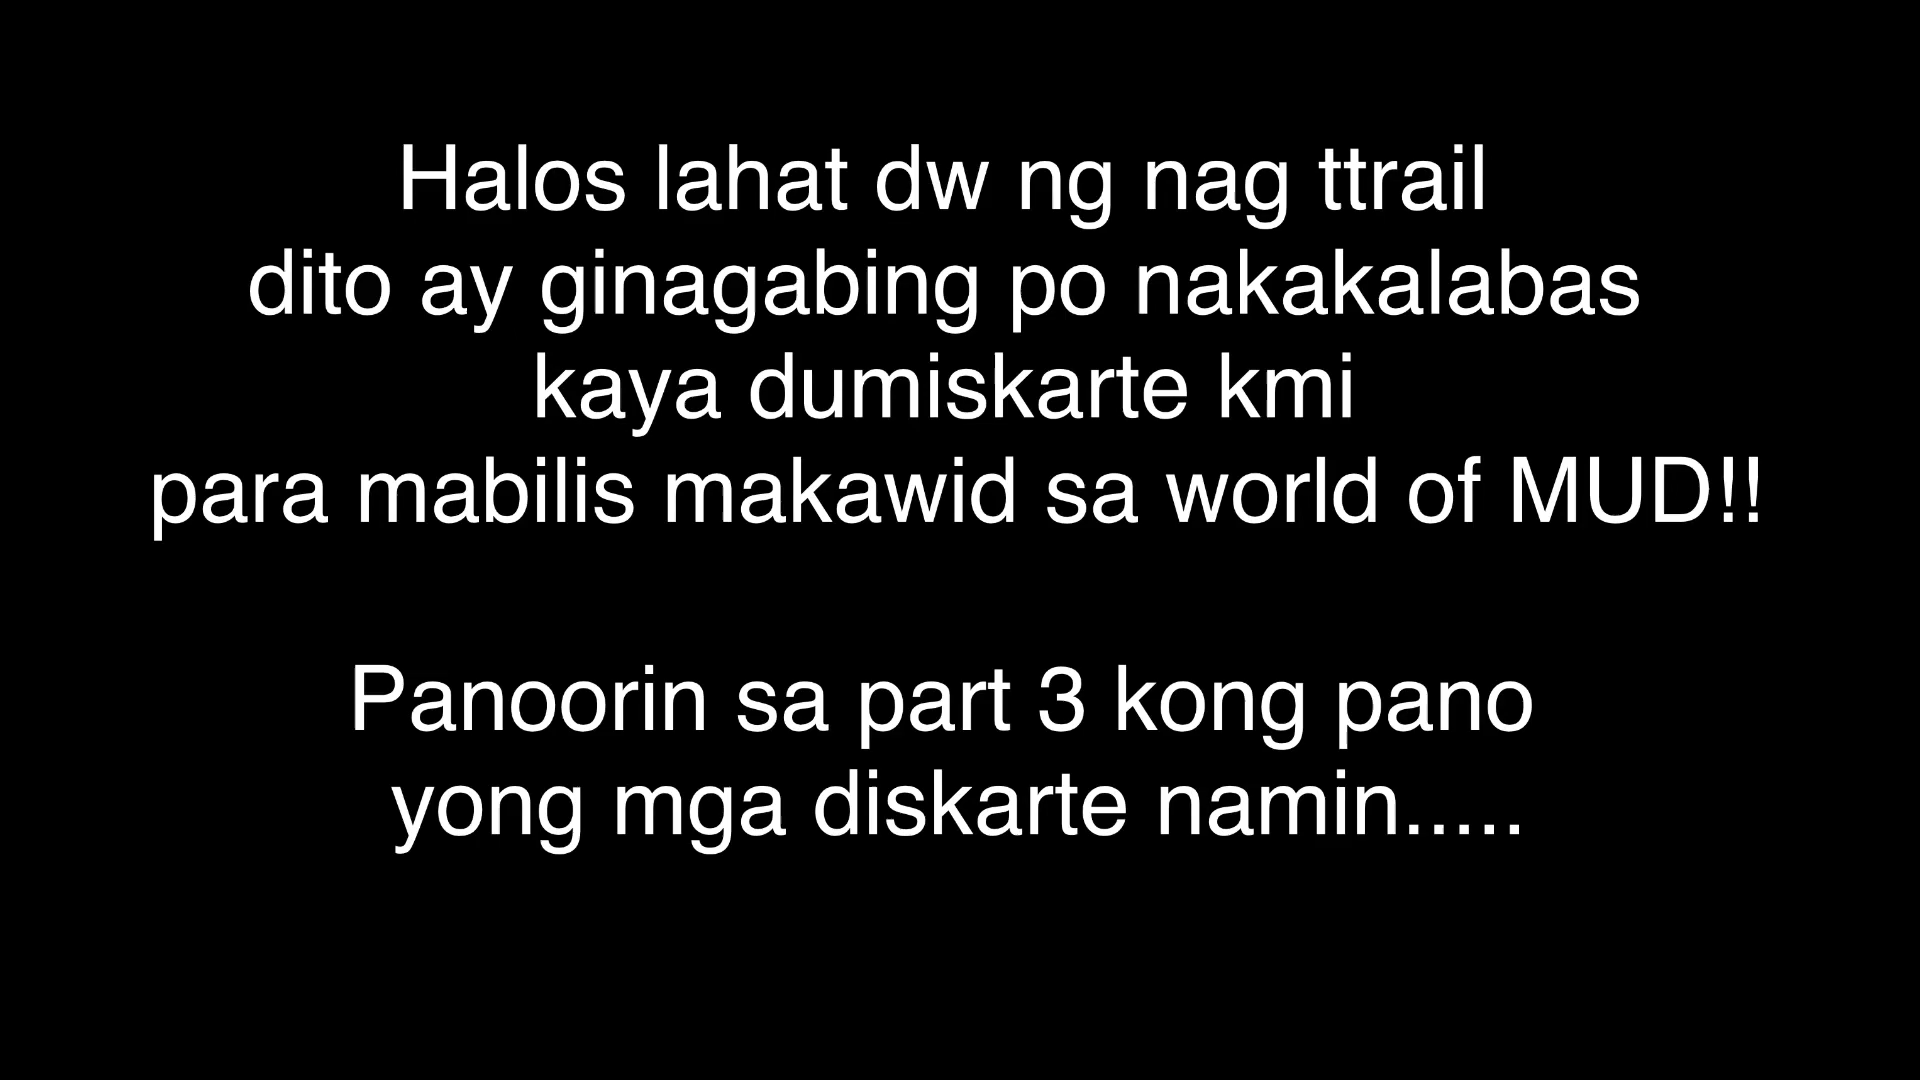 Halos lahat dw ng nag ttrail
dito ay ginagabing po nakakalabas
kaya dumiskarte kmi
para mabilis makawid sa world of MUD!!
Panoorin sa part 3 kong pano
yong mga diskarte namin.....